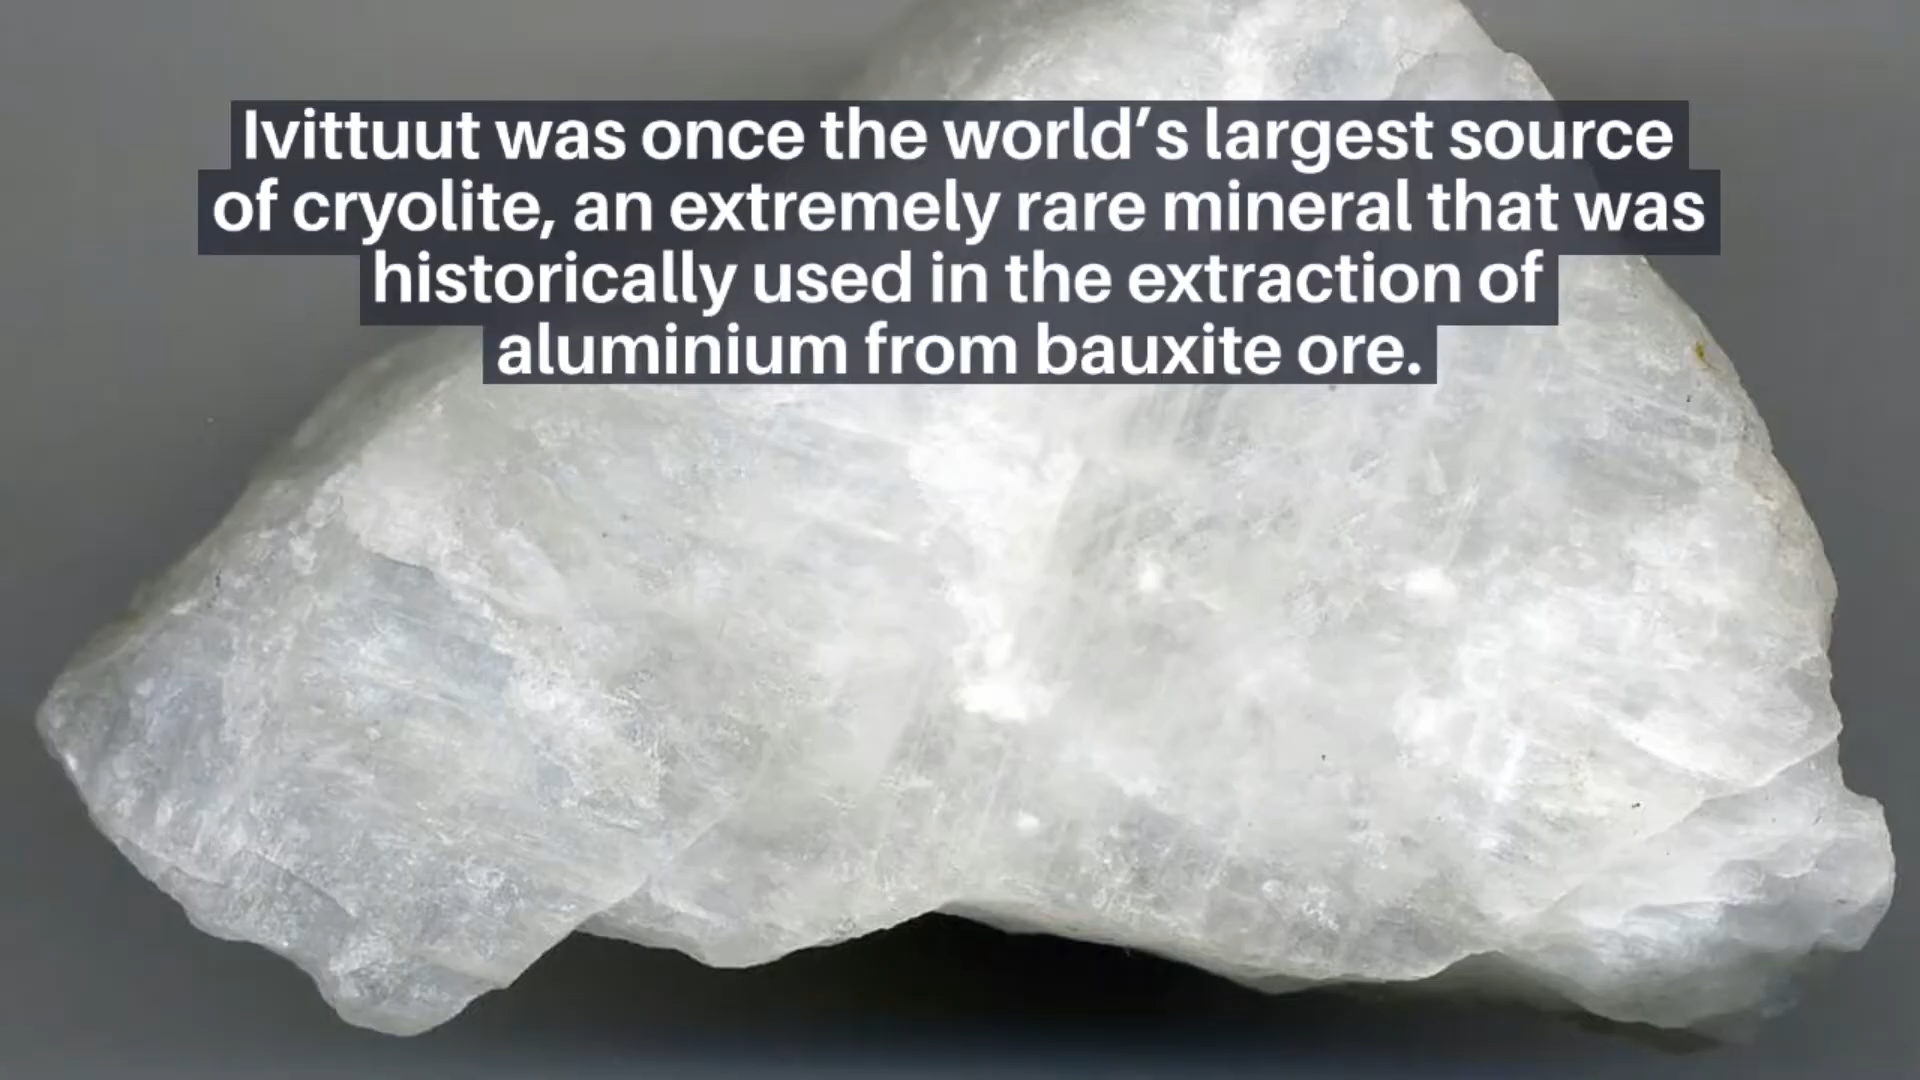 Ivittuut was once the world’s largest source
of cryolite, an extremely rare mineral that was
historically used in the extraction of
aluminium from bauxite ore.